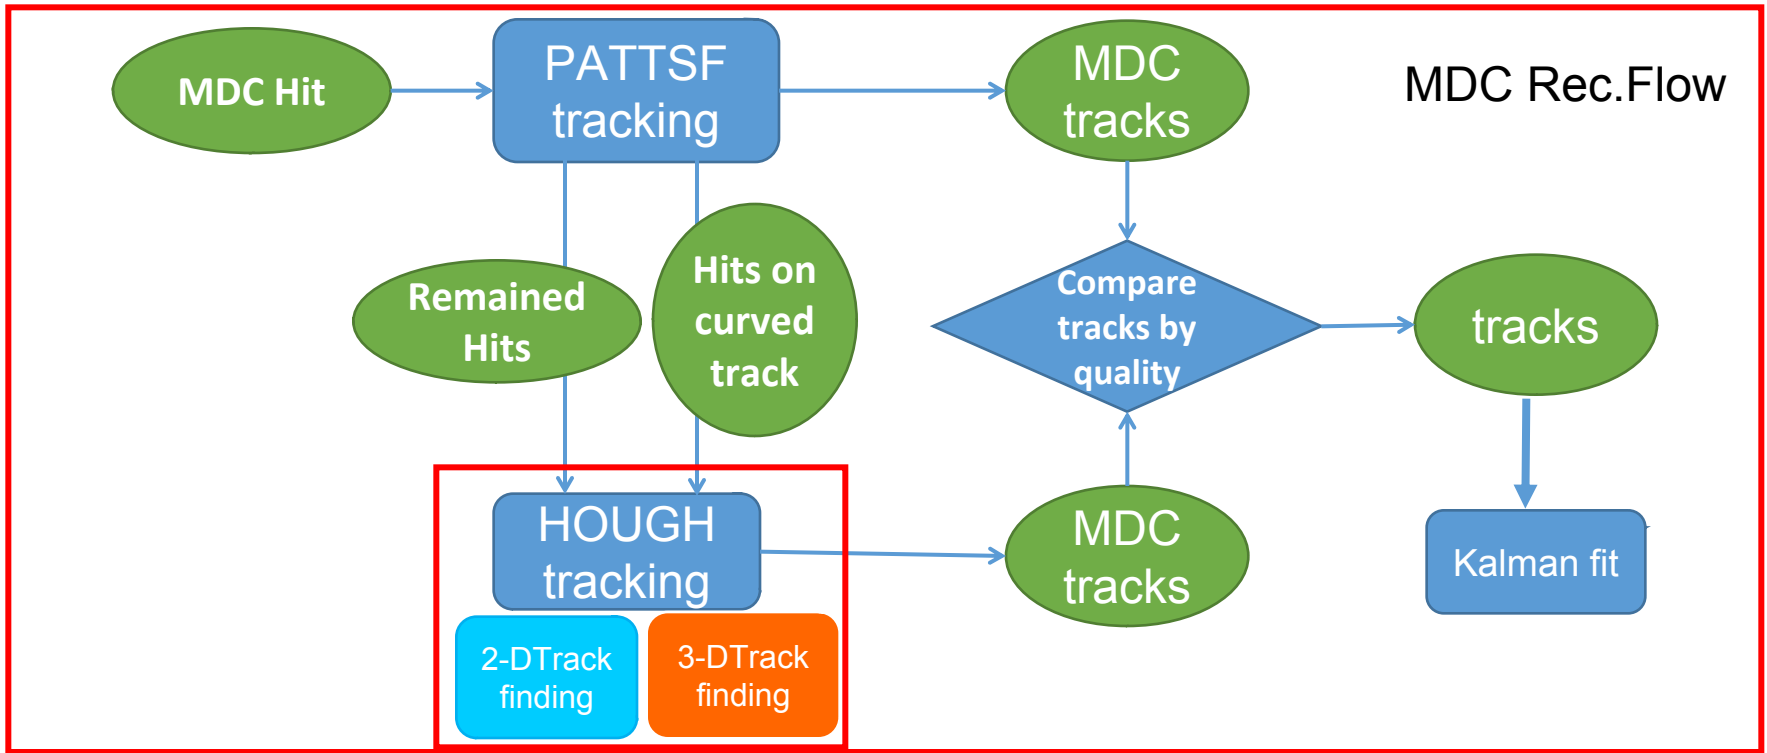 MDC Hit
PATTSF
tracking
MDC
tracks
MDC Rec.Flow
Remained
Hits
Hits on
curved
track
Compare
tracks by
quality
tracks
HOUGH
tracking
MDC
tracks
Kalman fit
2-DTrack
finding
3-DTrack
finding